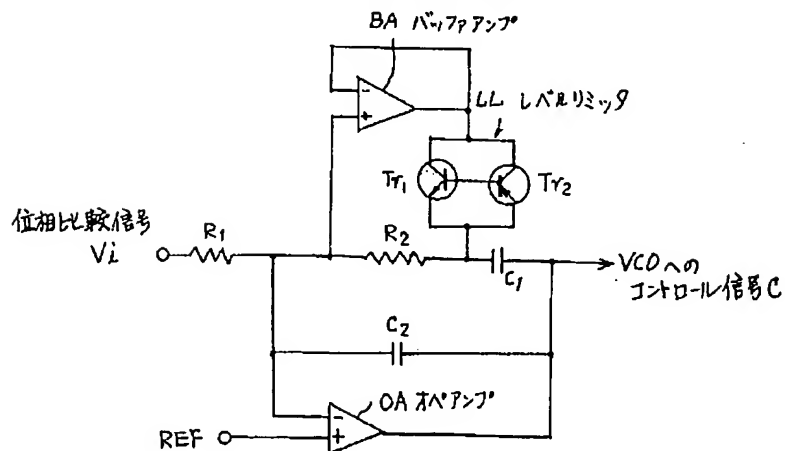 BA バッファアンプ
LL レベルリミッタ
Tr1
Tr2
位相比較信号
Vi
R1
R2
C1
VCOへの
コントロール信号C
C2
OA オペアンプ
REF